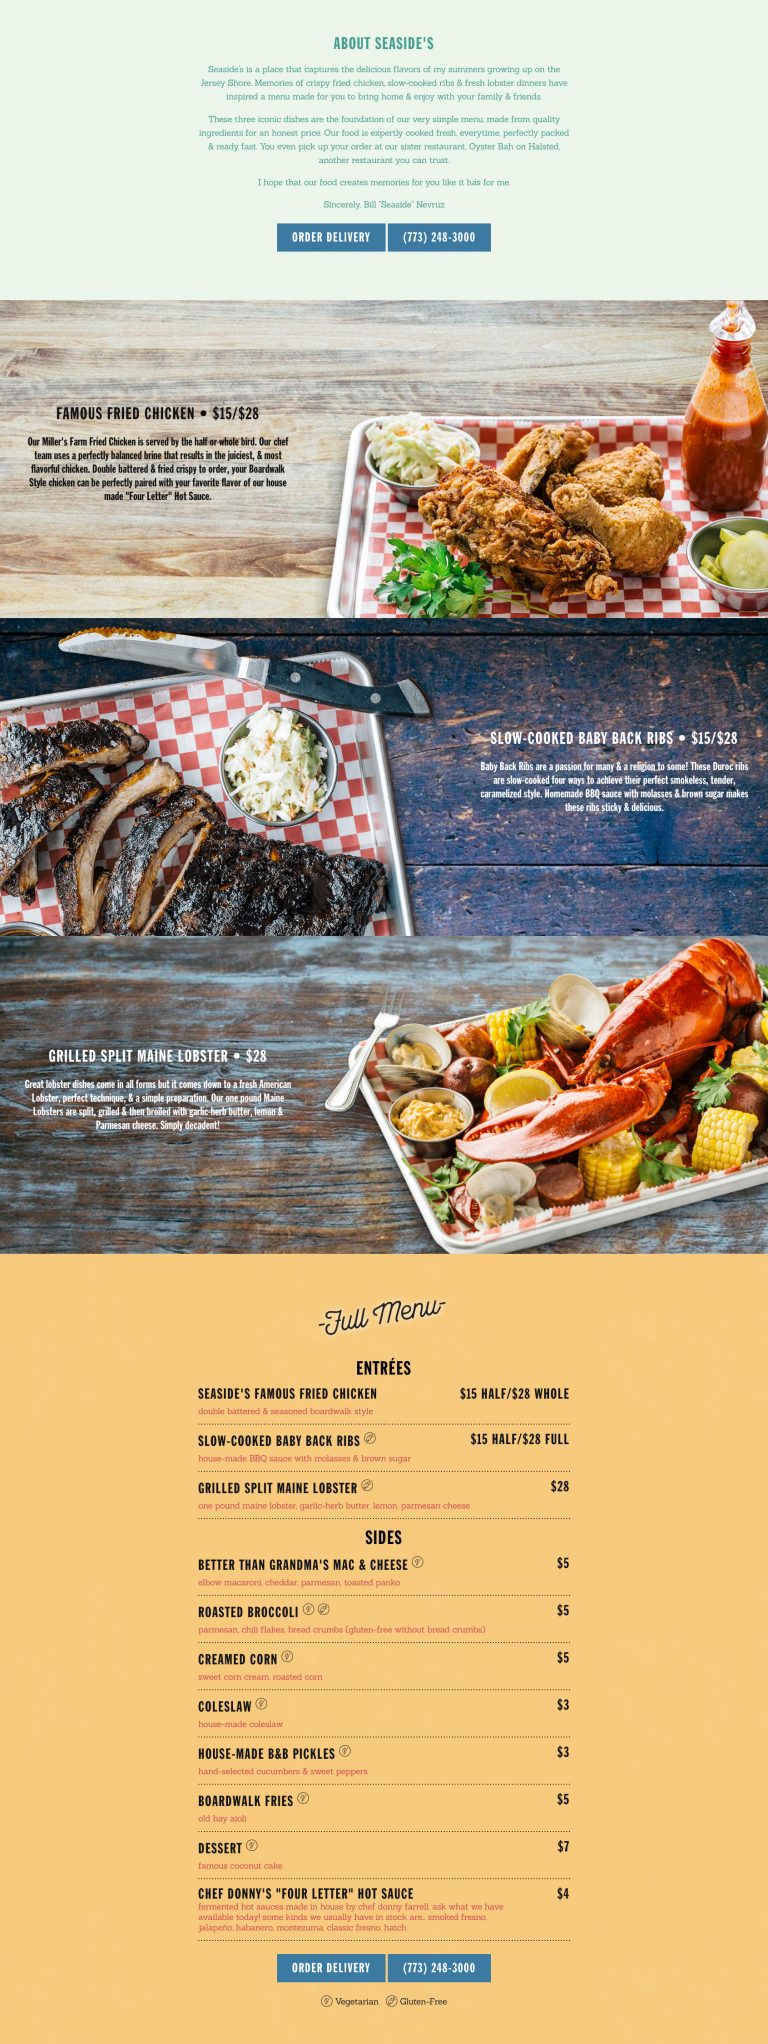 ABOUT SEASIDE'S
Seaside's is a place that captures the delicious flavors of my summers growing up on the
Jersey Shore. Memories of crispy fried chicken, slow-cooked ribs & fresh lobster dinners have
inspired a menu made for you to bring home & enjoy with your family & friends.
These three iconic dishes are the foundation of our very simple menu, made from quality
ingredients for an honest price. Our food is expertly cooked fresh, everytime, perfectly packed
& ready fast. You even pick up your order at our sister restaurant, Oyster Bah on Halsted,
another restaurant you can trust.
I hope that our food creates memories for you like it has for me.
Sincerely, Bill "Seaside" Nevruz
ORDER DELIVERY (773) 248-3000
FAMOUS FRIED CHICKEN • $15/$28
Our Miller's Farm Fried Chicken is served by the half or whole bird. Our chef
team uses a perfectly balanced brine that results in the juiciest, & most
flavorful chicken. Double battered & fried crispy to order, your Boardwalk
Style chicken can be perfectly paired with your favorite flavor of our house
made "Four Letter" Hot Sauce.
SLOW-COOKED BABY BACK RIBS • $15/$28
Baby Back Ribs are a passion for many & a religion to some! These Duroc ribs
are slow-cooked four ways to achieve their perfect smokeless, tender,
caramelized style. Homemade BBQ sauce with molasses & brown sugar makes
these ribs sticky & delicious.
GRILLED SPLIT MAINE LOBSTER • $28
Great lobster dishes come in all forms but it comes down to a fresh American
Lobster, perfect technique, & a simple preparation. Our one pound Maine
Lobsters are split, grilled & then broiled with garlic-herb butter, lemon &
Parmesan cheese. Simply decadent!
-Full Menu-
ENTRÉES
SEASIDE'S FAMOUS FRIED CHICKEN $15 HALF/$28 WHOLE
double battered & seasoned boardwalk style
SLOW-COOKED BABY BACK RIBS $15 HALF/$28 FULL
house-made BBQ sauce with molasses & brown sugar
GRILLED SPLIT MAINE LOBSTER $28
one pound maine lobster, garlic-herb butter, lemon, parmesan cheese
SIDES
BETTER THAN GRANDMA'S MAC & CHEESE $5
elbow macaroni, cheddar, parmesan, toasted panko
ROASTED BROCCOLI $5
parmesan, chili flakes, bread crumbs (gluten-free without bread crumbs)
CREAMED CORN $5
sweet corn cream, roasted corn
COLESLAW $3
house-made coleslaw
HOUSE-MADE B&B PICKLES $3
hand-selected cucumbers & sweet peppers
BOARDWALK FRIES $5
old bay aioli
DESSERT $7
famous coconut cake
CHEF DONNY'S "FOUR LETTER" HOT SAUCE $4
fermented hot sauces made in house by chef donny farrell, ask what we have
available today! some kinds we usually have in stock are... smoked fresno,
jalapeño, habanero, montezuma, classic fresno, hatch
ORDER DELIVERY (773) 248-3000
Vegetarian Gluten-Free